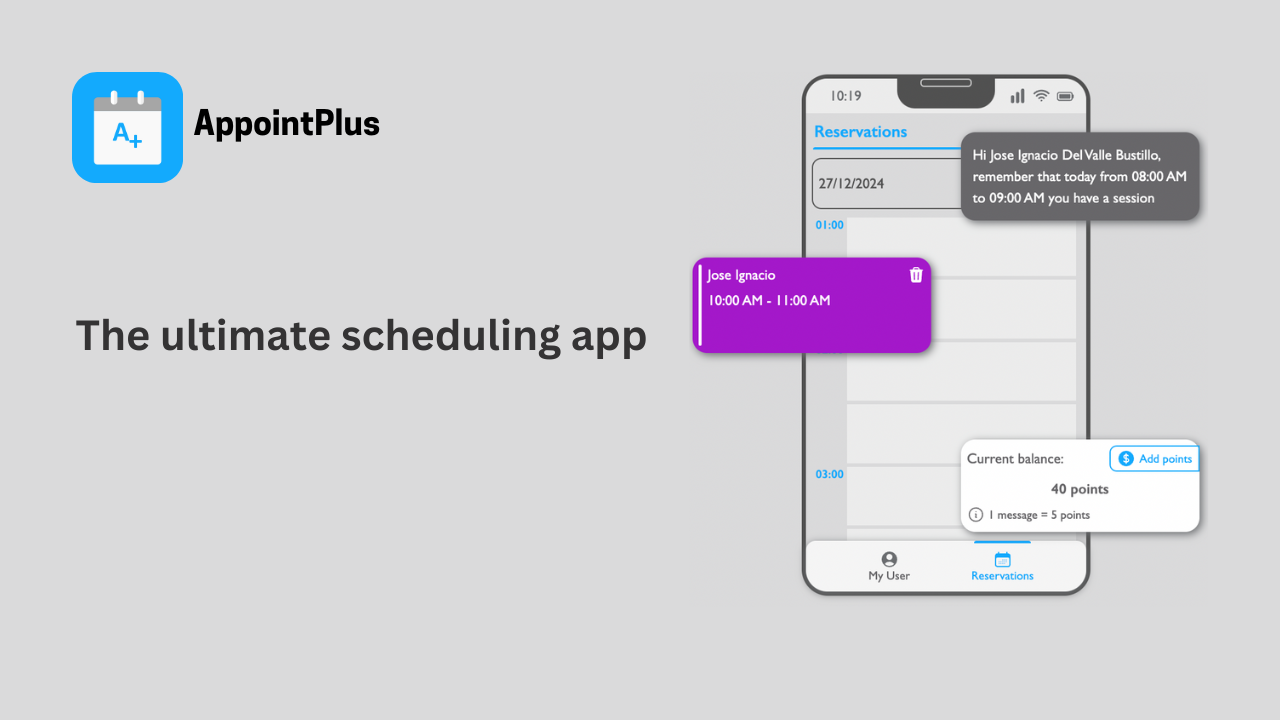 A+
AppointPlus
The ultimate scheduling app
10:19
Reservations
27/12/2024
Hi Jose Ignacio Del Valle Bustillo,
remember that today from 08:00 AM
to 09:00 AM you have a session
01:00
Jose Ignacio
10:00 AM - 11:00 AM
03:00
Current balance:
$ Add points
40 points
i 1 message = 5 points
My User
Reservations